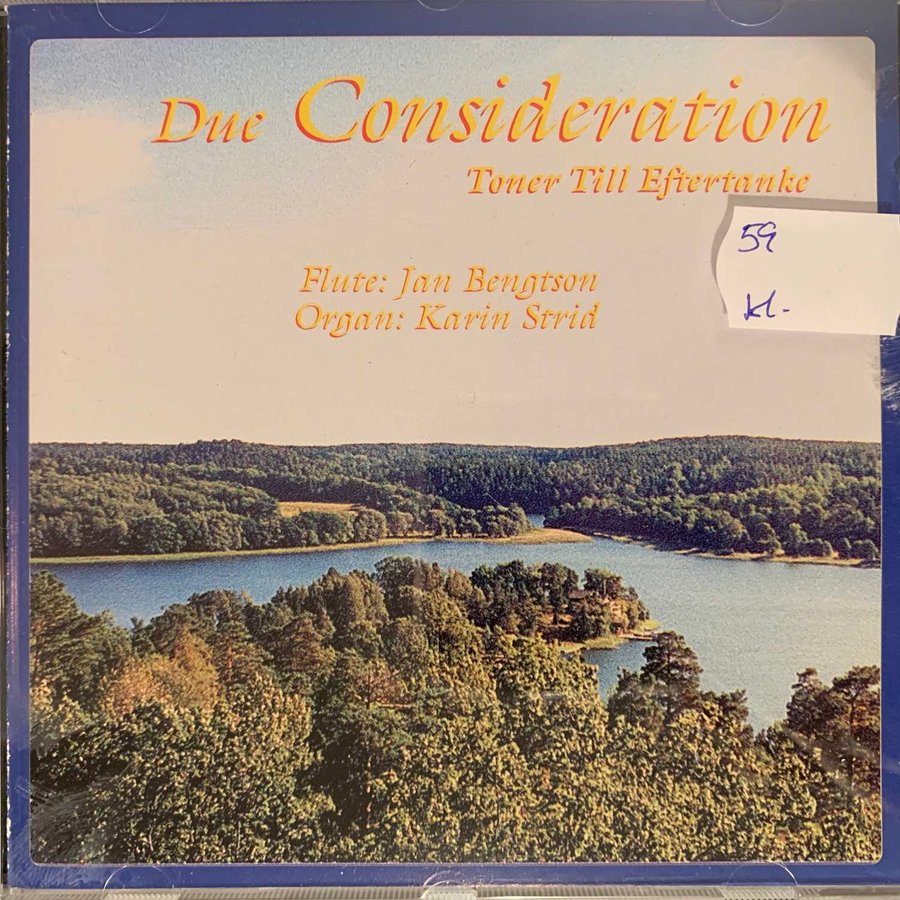 Due Consideration
Toner Till Eftertanke
59
kl.
Flute: Jan Bengtson
Organ: Karin Strid